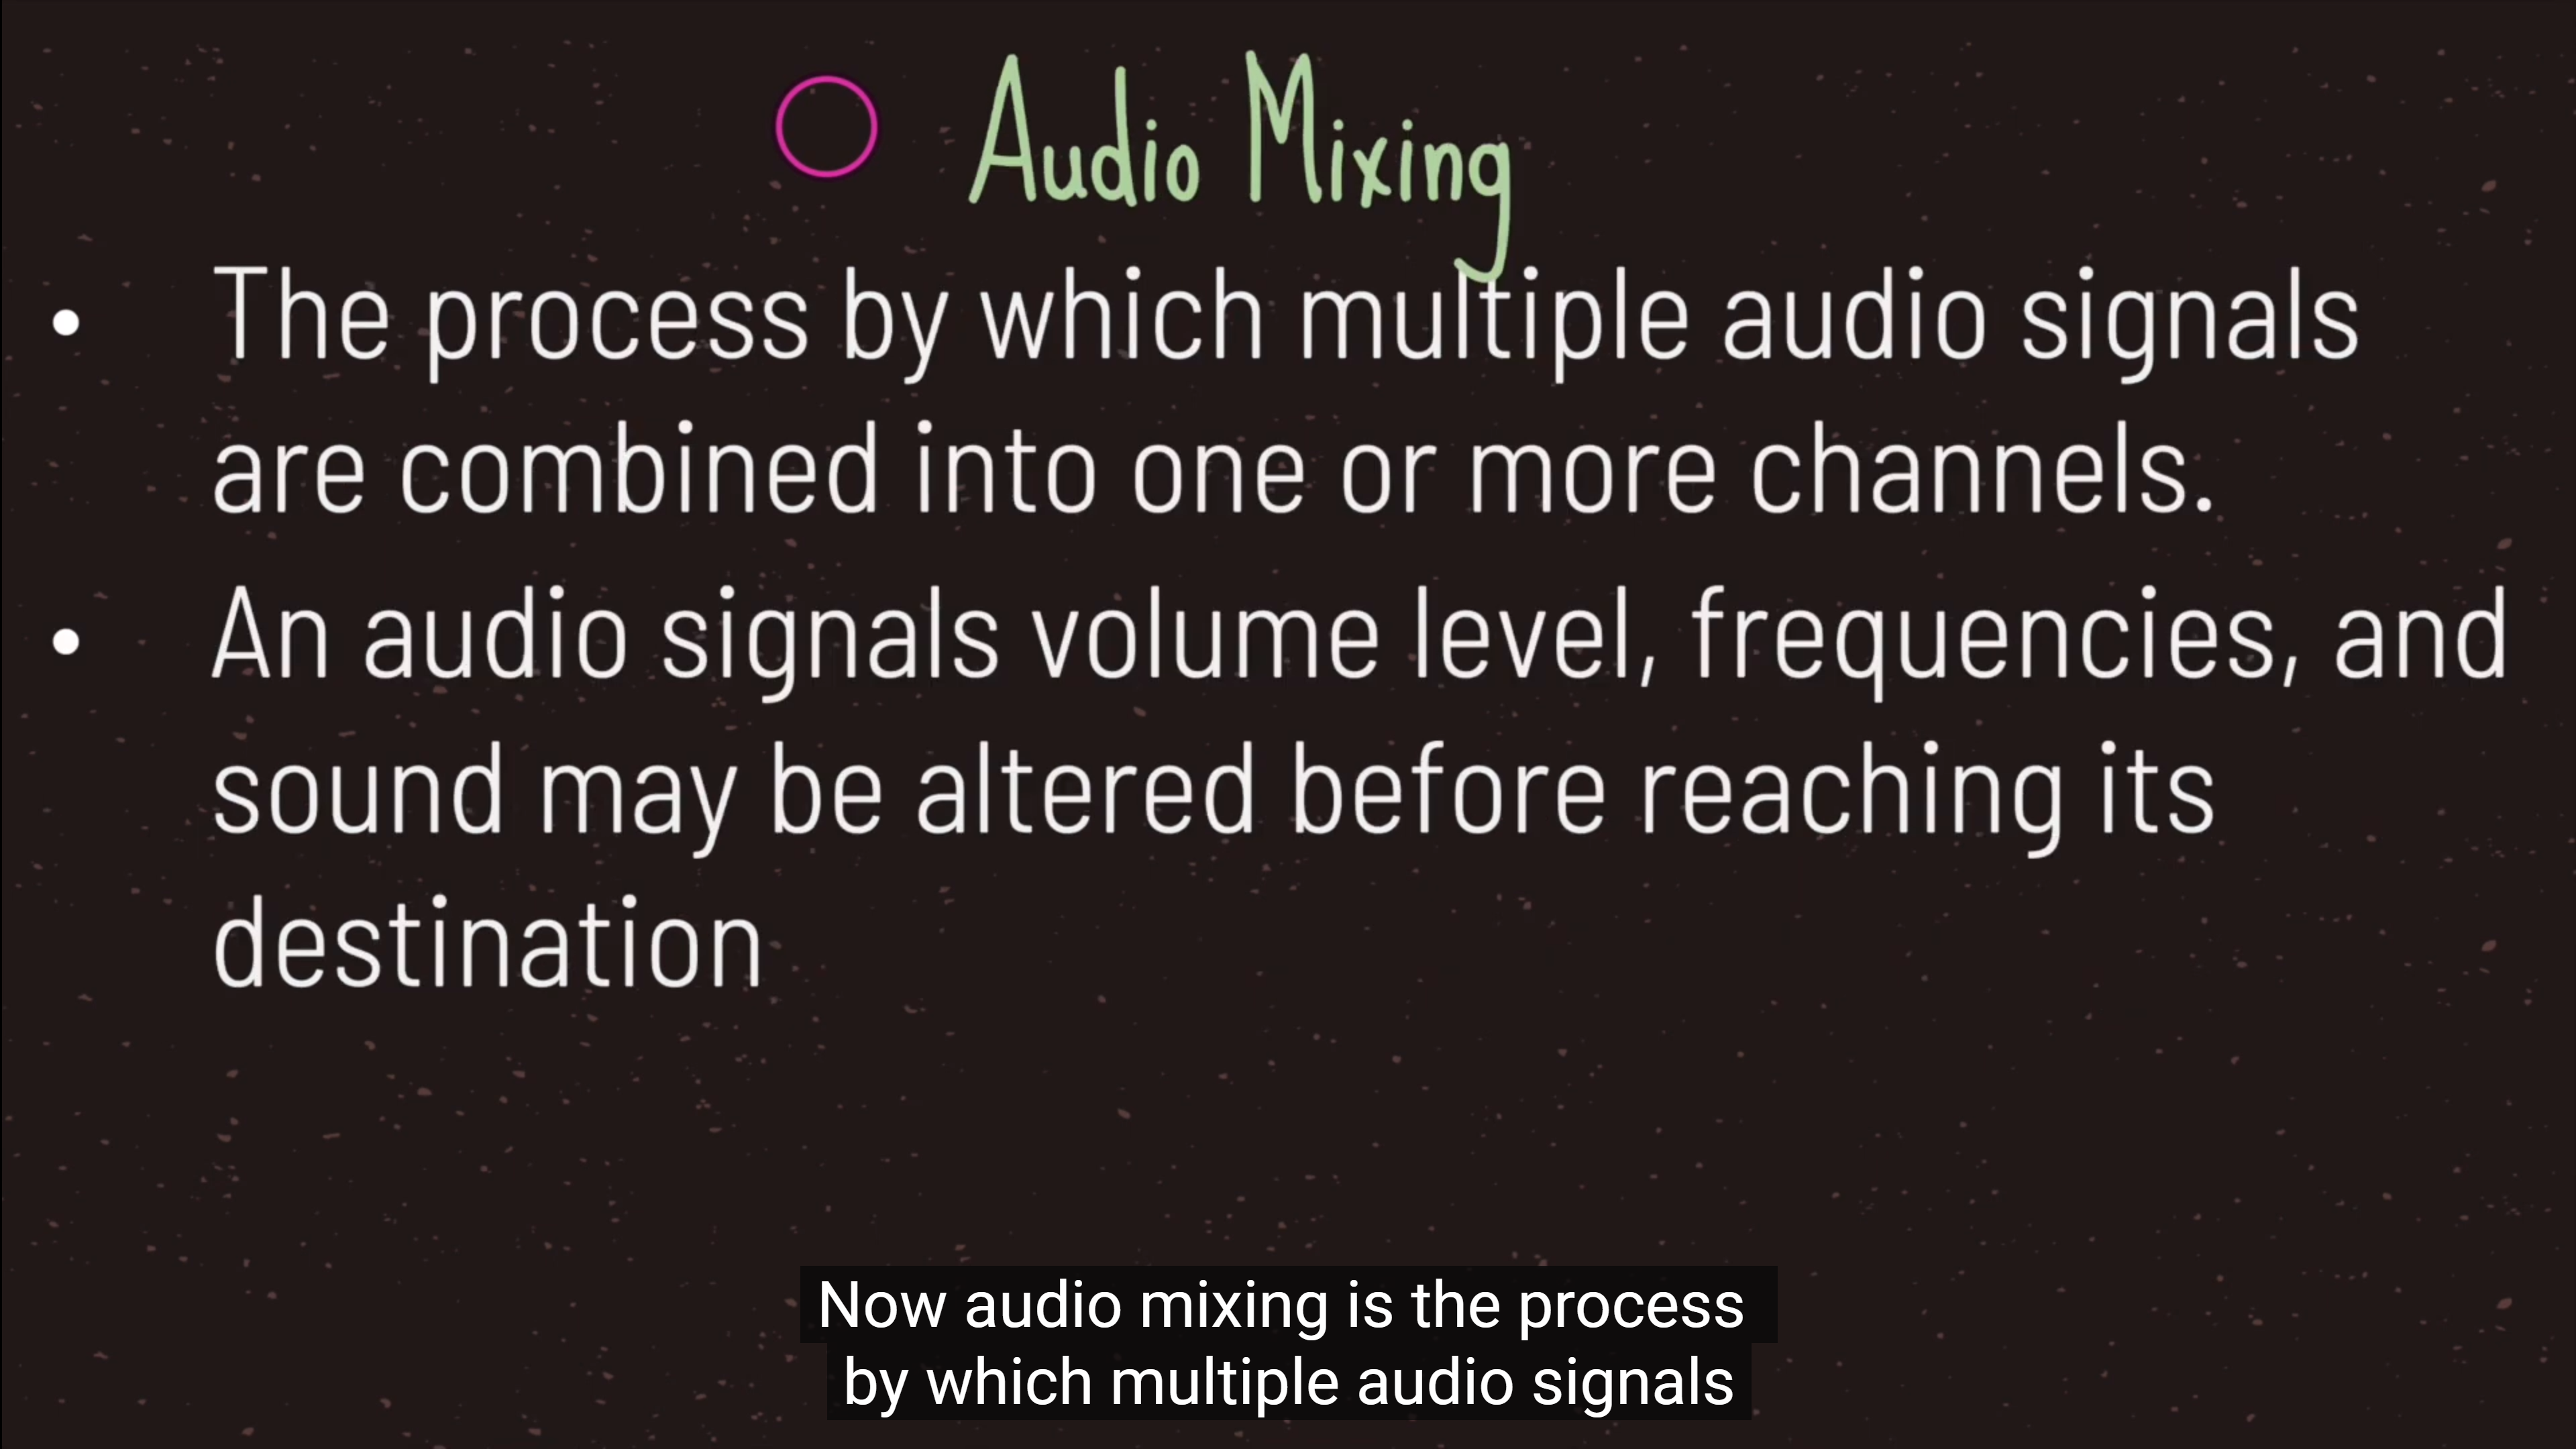 Audio Mixing
• The process by which multiple audio signals
are combined into one or more channels.
• An audio signals volume level, frequencies, and
sound may be altered before reaching its
destination
Now audio mixing is the process
by which multiple audio signals